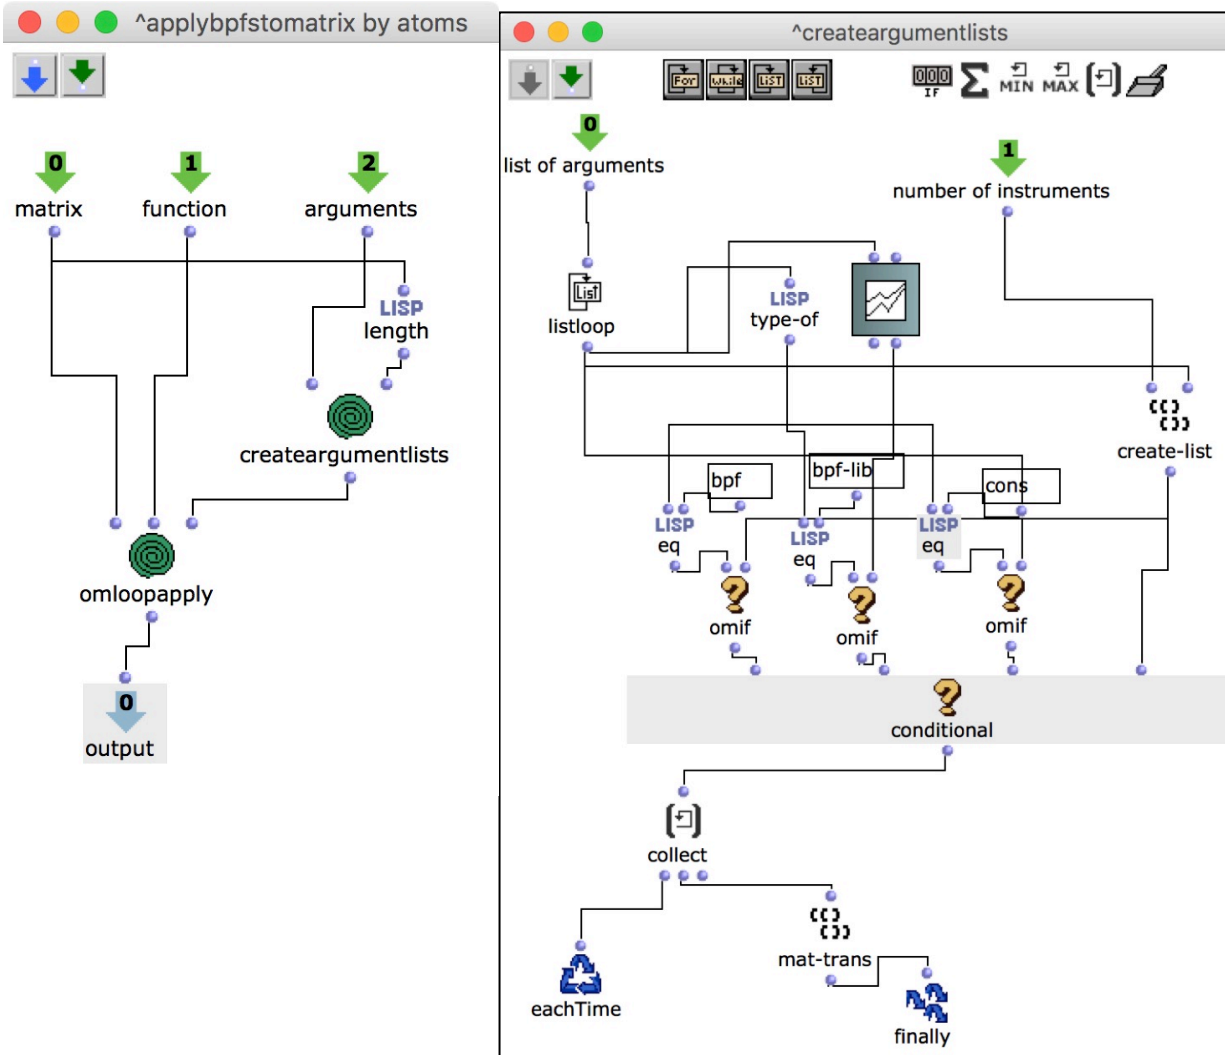 ^applybpfstomatrix by atoms
0
1
2
matrix
function
arguments
LISP
length
createargumentlists
omloopapply
0
output
^createargumentlists
For
While
LIST
LIST
000
IF
Σ
MIN
MAX
0
list of arguments
1
number of instruments
List
listloop
LISP
type-of
create-list
bpf
bpf-lib
cons
LISP
eq
LISP
eq
LISP
eq
omif
omif
omif
conditional
collect
mat-trans
eachTime
finally